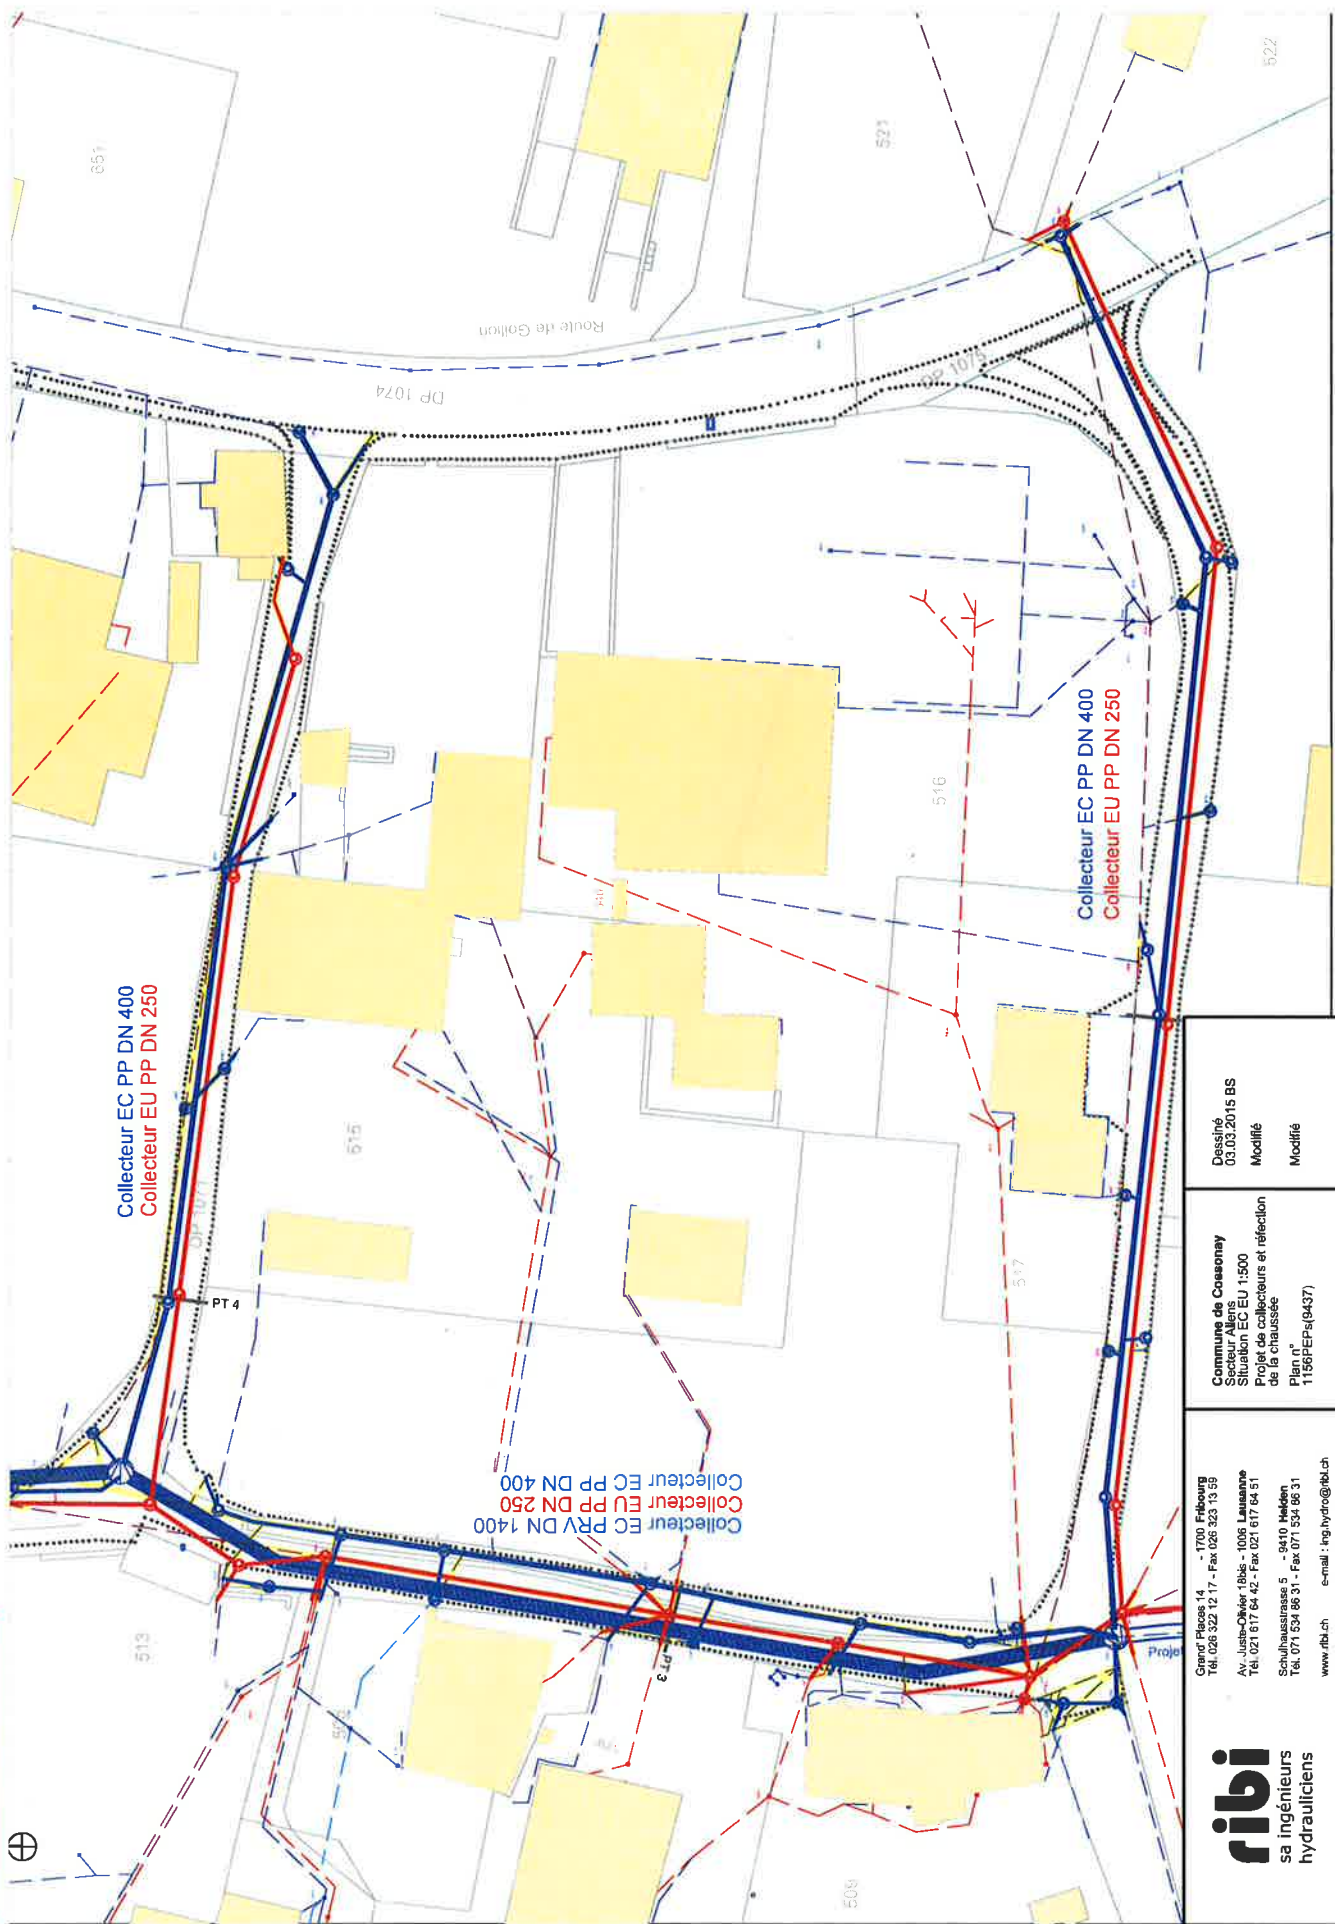 Collecteur EC PP DN 400
Collecteur EU PP DN 250
Collecteur EC PP DN 400
Collecteur EU PP DN 250
Collecteur EC PRV DN 1400
Collecteur EU PP DN 250
Collecteur EC PP DN 400
Route de Gollion
DP 1074
DP 1075
DP 1071
PT 4
PT 3
651
521
522
516
515
517
513
509
Projet
ribi
sa ingénieurs
hydrauliciens
Grand' Places 14 - 1700 Fribourg
Tél. 026 322 12 17 - Fax 026 323 13 59
Av. Juste-Olivier 18bis - 1006 Lausanne
Tél. 021 617 64 42 - Fax 021 617 64 51
Schulhausstrasse 5 - 9410 Heiden
Tél. 071 534 66 31 - Fax 071 534 66 31
www.ribi.ch e-mail : ing.hydro@ribi.ch
Commune de Cossonay
Secteur Allens
Situation EC EU 1:500
Projet de collecteurs et réfection
de la chaussée
Plan n°
1156PEPs(9437)
Dessiné
03.03.2015 BS
Modifié
Modifié